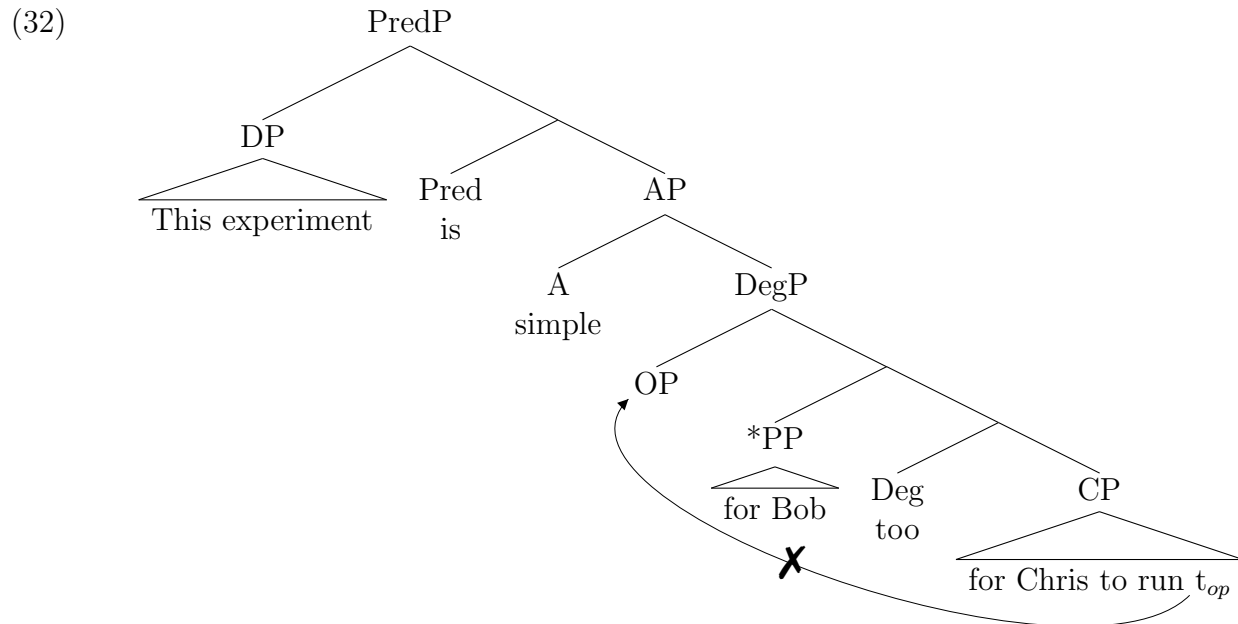 (32)
PredP
DP
This experiment
Pred
is
AP
A
simple
DegP
OP
*PP
for Bob
Deg
too
CP
for Chris to run t_op
✗